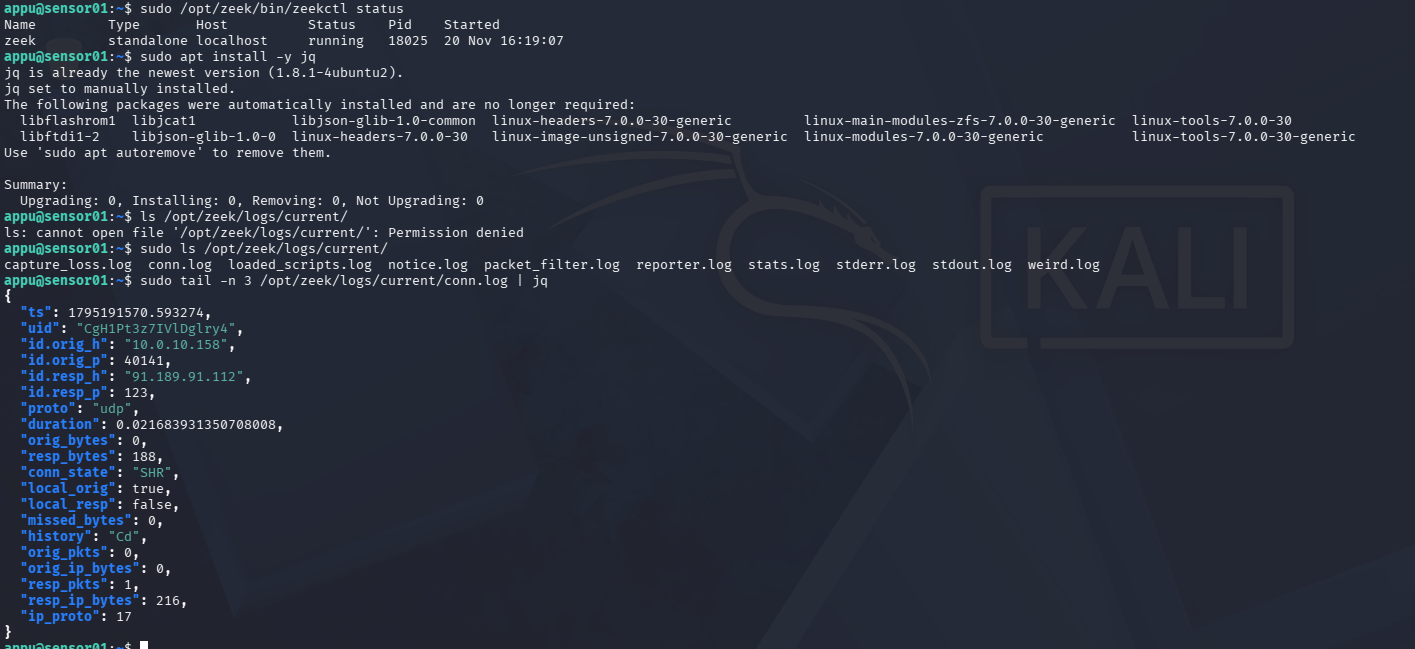 appu@sensor01:~$ sudo /opt/zeek/bin/zeekctl status
Name         Type       Host          Status    Pid    Started
zeek         standalone localhost     running   18025  20 Nov 16:19:07
appu@sensor01:~$ sudo apt install -y jq
jq is already the newest version (1.8.1-4ubuntu2).
jq set to manually installed.
The following packages were automatically installed and are no longer required:
  libflashrom1  libjcat1            libjson-glib-1.0-common  linux-headers-7.0.0-30-generic         linux-main-modules-zfs-7.0.0-30-generic  linux-tools-7.0.0-30
  libftdi1-2    libjson-glib-1.0-0  linux-headers-7.0.0-30   linux-image-unsigned-7.0.0-30-generic  linux-modules-7.0.0-30-generic           linux-tools-7.0.0-30-generic
Use 'sudo apt autoremove' to remove them.
Summary:
  Upgrading: 0, Installing: 0, Removing: 0, Not Upgrading: 0
appu@sensor01:~$ ls /opt/zeek/logs/current/
ls: cannot open file '/opt/zeek/logs/current/': Permission denied
appu@sensor01:~$ sudo ls /opt/zeek/logs/current/
capture_loss.log  conn.log  loaded_scripts.log  notice.log  packet_filter.log  reporter.log  stats.log  stderr.log  stdout.log  weird.log
appu@sensor01:~$ sudo tail -n 3 /opt/zeek/logs/current/conn.log | jq
{
  "ts": 1795191570.593274,
  "uid": "CgH1Pt3z7IVlDglry4",
  "id.orig_h": "10.0.10.158",
  "id.orig_p": 40141,
  "id.resp_h": "91.189.91.112",
  "id.resp_p": 123,
  "proto": "udp",
  "duration": 0.021683931350708008,
  "orig_bytes": 0,
  "resp_bytes": 188,
  "conn_state": "SHR",
  "local_orig": true,
  "local_resp": false,
  "missed_bytes": 0,
  "history": "Cd",
  "orig_pkts": 0,
  "orig_ip_bytes": 0,
  "resp_pkts": 1,
  "resp_ip_bytes": 216,
  "ip_proto": 17
}
appu@sensor01:~$
KALI